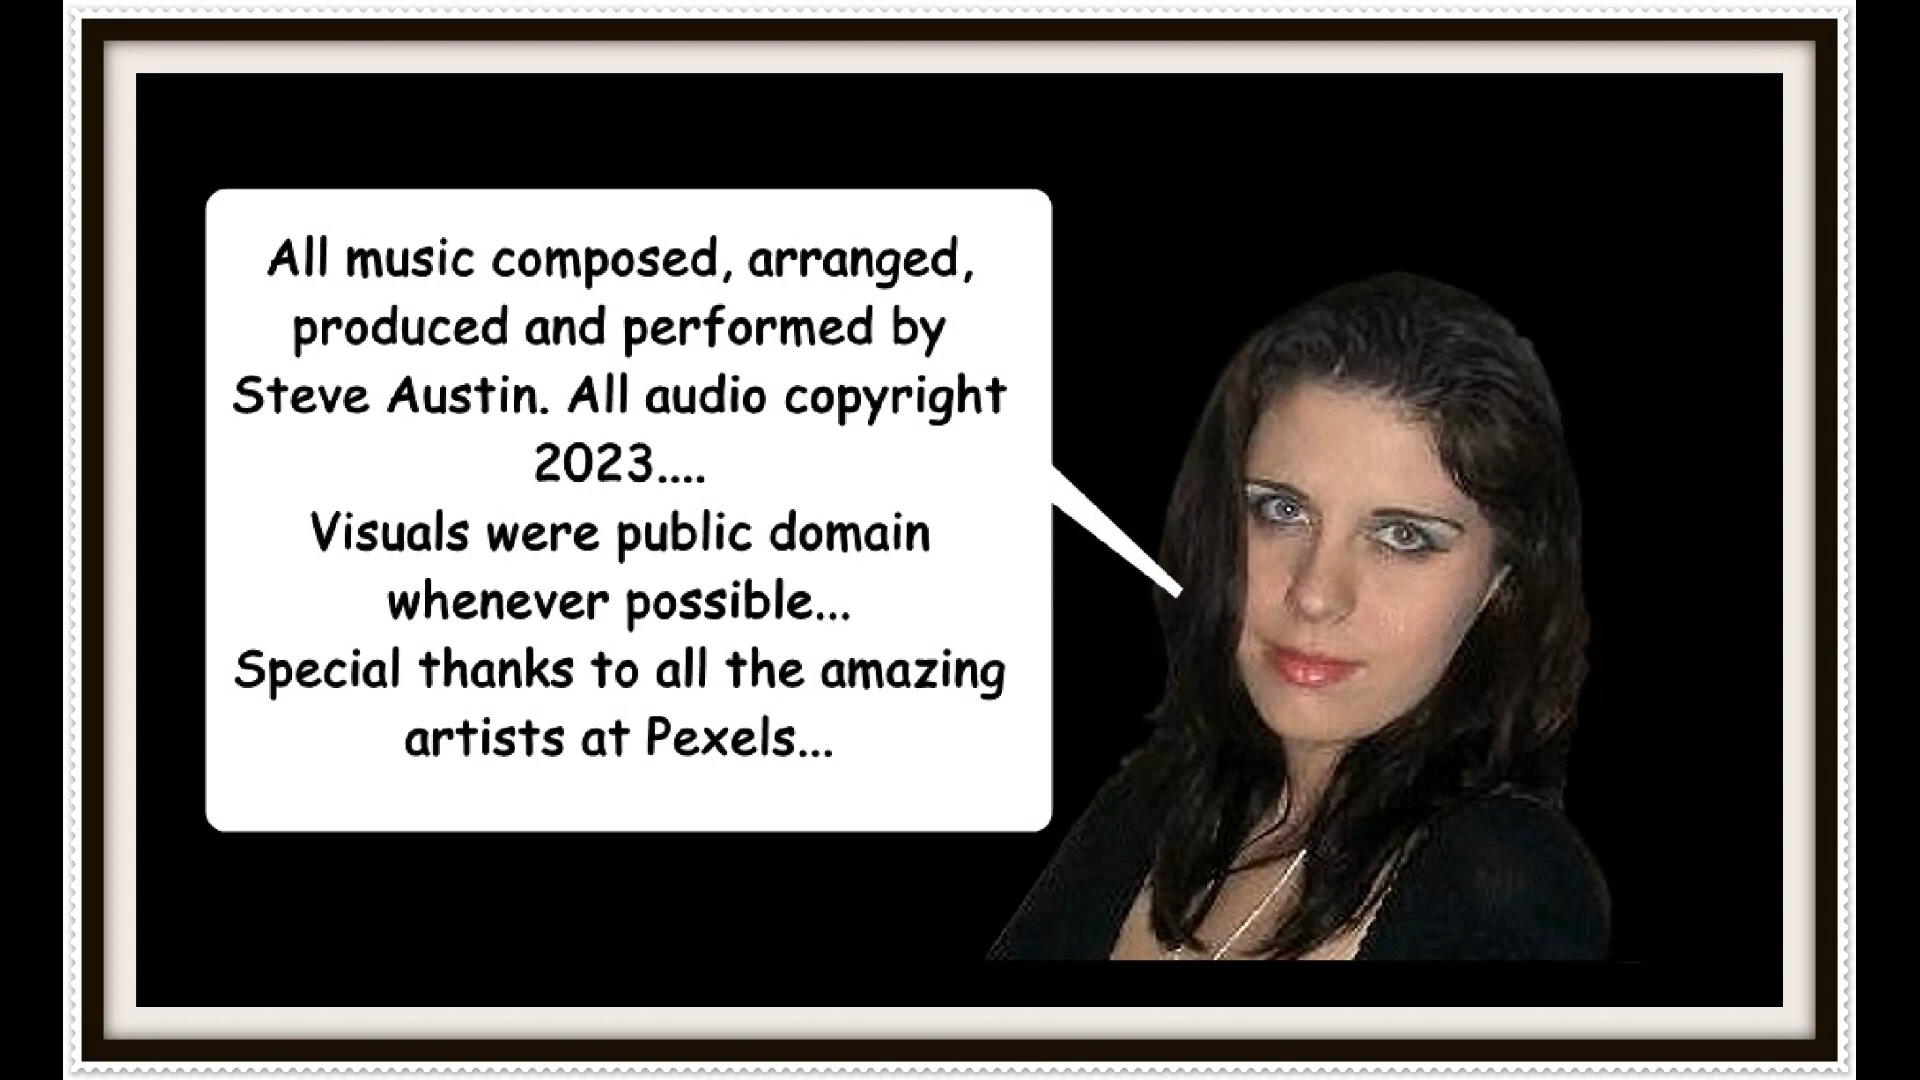 All music composed, arranged,
produced and performed by
Steve Austin. All audio copyright
2023....
Visuals were public domain
whenever possible...
Special thanks to all the amazing
artists at Pexels...